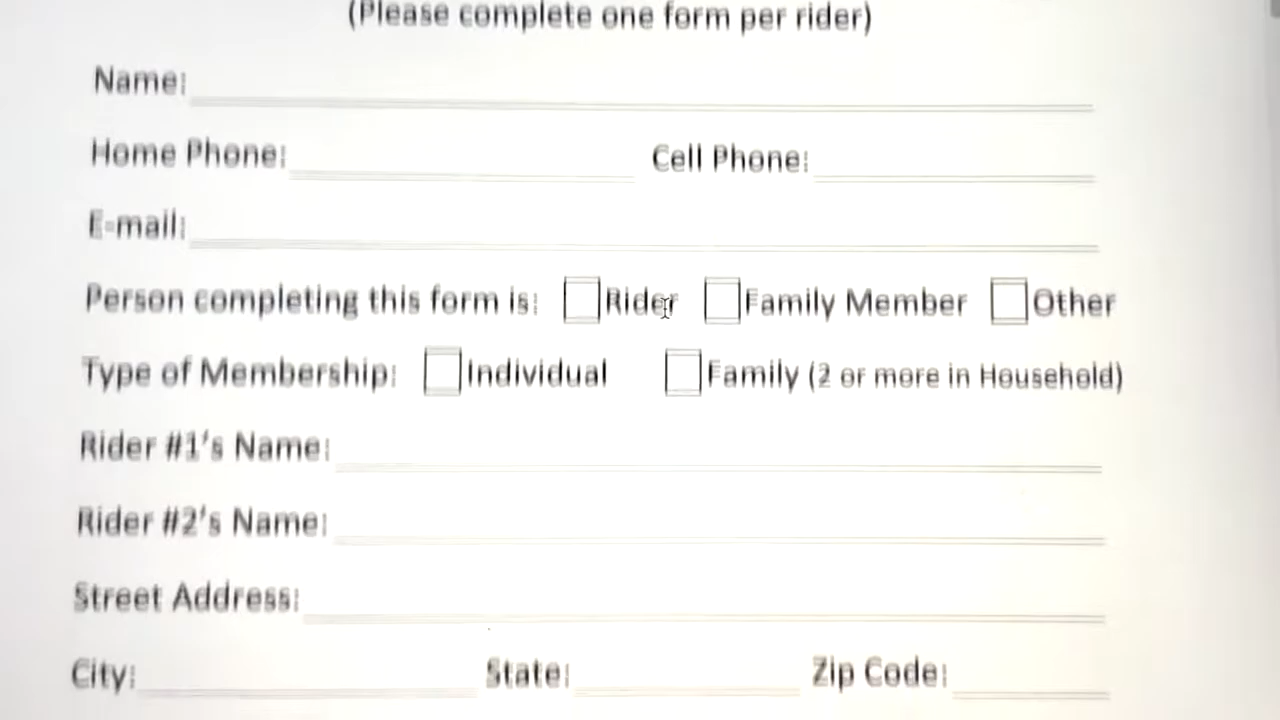 (Please complete one form per rider)
Name:
Home Phone: Cell Phone:
E-mail:
Person completing this form is: Rider Family Member Other
Type of Membership: Individual Family (2 or more in Household)
Rider #1's Name:
Rider #2's Name:
Street Address:
City: State: Zip Code: